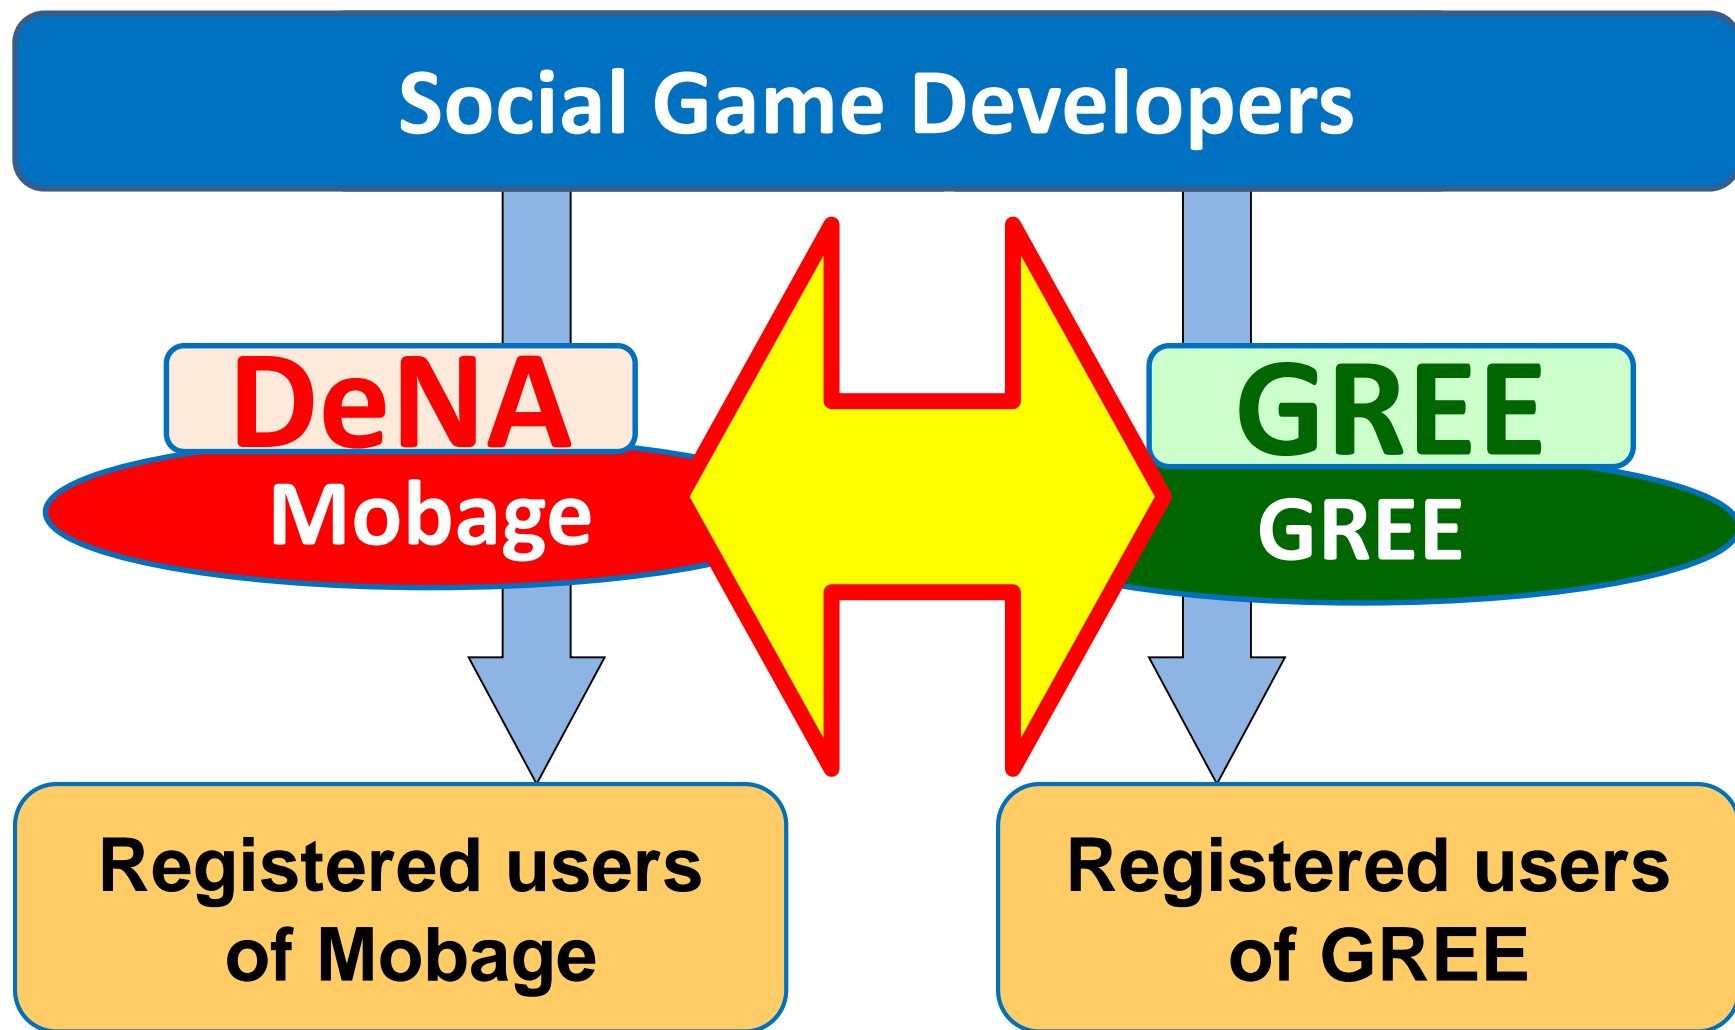 Social Game Developers
DeNA
Mobage
GREE
GREE
Registered users
of Mobage
Registered users
of GREE